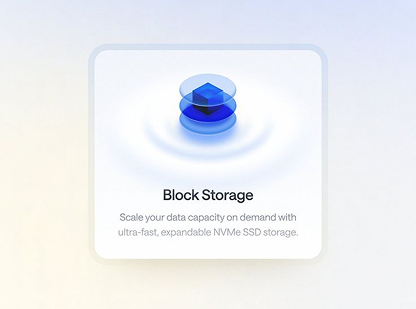 Block Storage
Scale your data capacity on demand with
ultra-fast, expandable NVMe SSD storage.